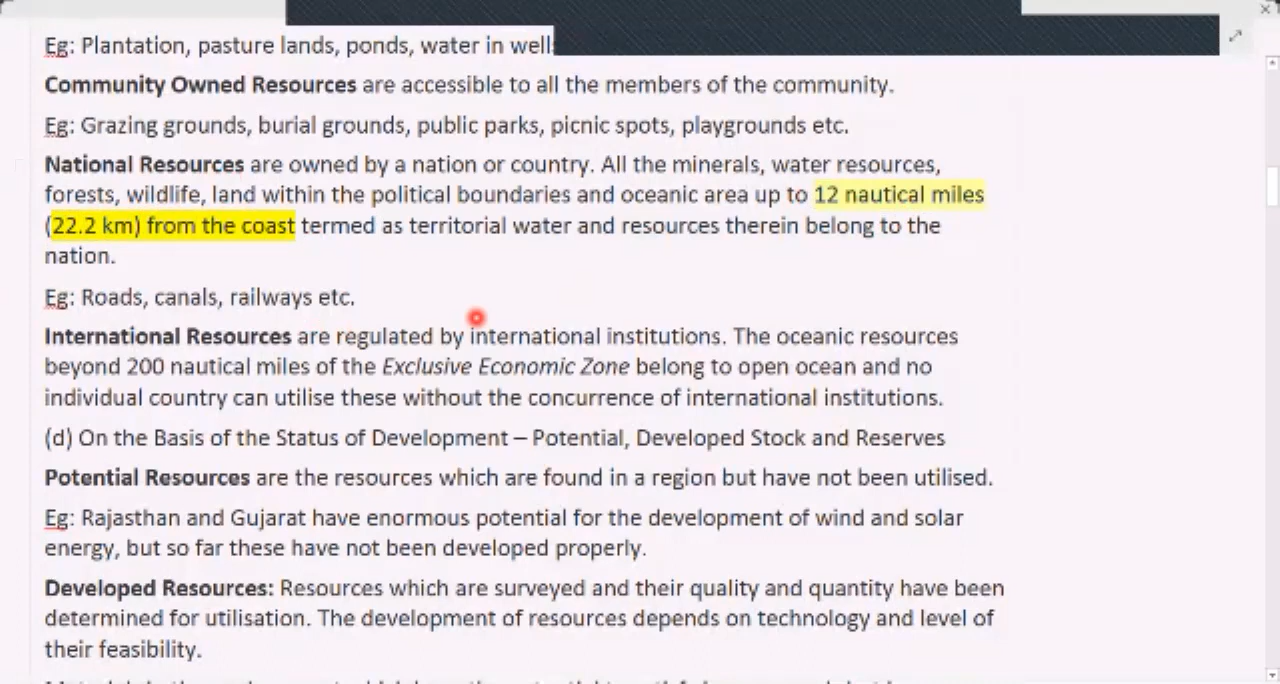 Eg: Plantation, pasture lands, ponds, water in well
Community Owned Resources are accessible to all the members of the community.
Eg: Grazing grounds, burial grounds, public parks, picnic spots, playgrounds etc.
National Resources are owned by a nation or country. All the minerals, water resources,
forests, wildlife, land within the political boundaries and oceanic area up to 12 nautical miles
(22.2 km) from the coast termed as territorial water and resources therein belong to the
nation.
Eg: Roads, canals, railways etc.
International Resources are regulated by international institutions. The oceanic resources
beyond 200 nautical miles of the Exclusive Economic Zone belong to open ocean and no
individual country can utilise these without the concurrence of international institutions.
(d) On the Basis of the Status of Development – Potential, Developed Stock and Reserves
Potential Resources are the resources which are found in a region but have not been utilised.
Eg: Rajasthan and Gujarat have enormous potential for the development of wind and solar
energy, but so far these have not been developed properly.
Developed Resources: Resources which are surveyed and their quality and quantity have been
determined for utilisation. The development of resources depends on technology and level of
their feasibility.